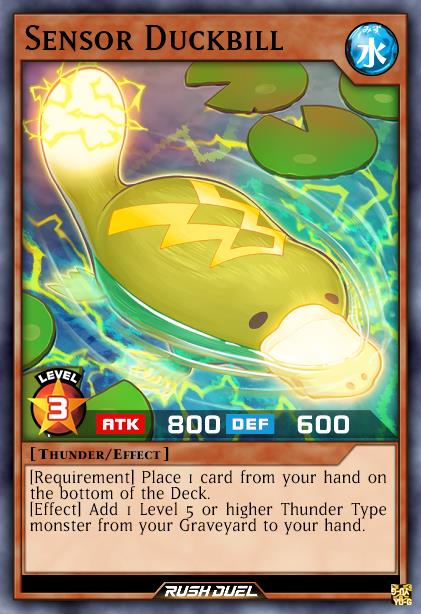 Sensor Duckbill
みず
水
LEVEL
3
ATK 800 DEF 600
[Thunder/Effect]
[Requirement] Place 1 card from your hand on
the bottom of the Deck.
[Effect] Add 1 Level 5 or higher Thunder Type
monster from your Graveyard to your hand.
RUSH DUEL